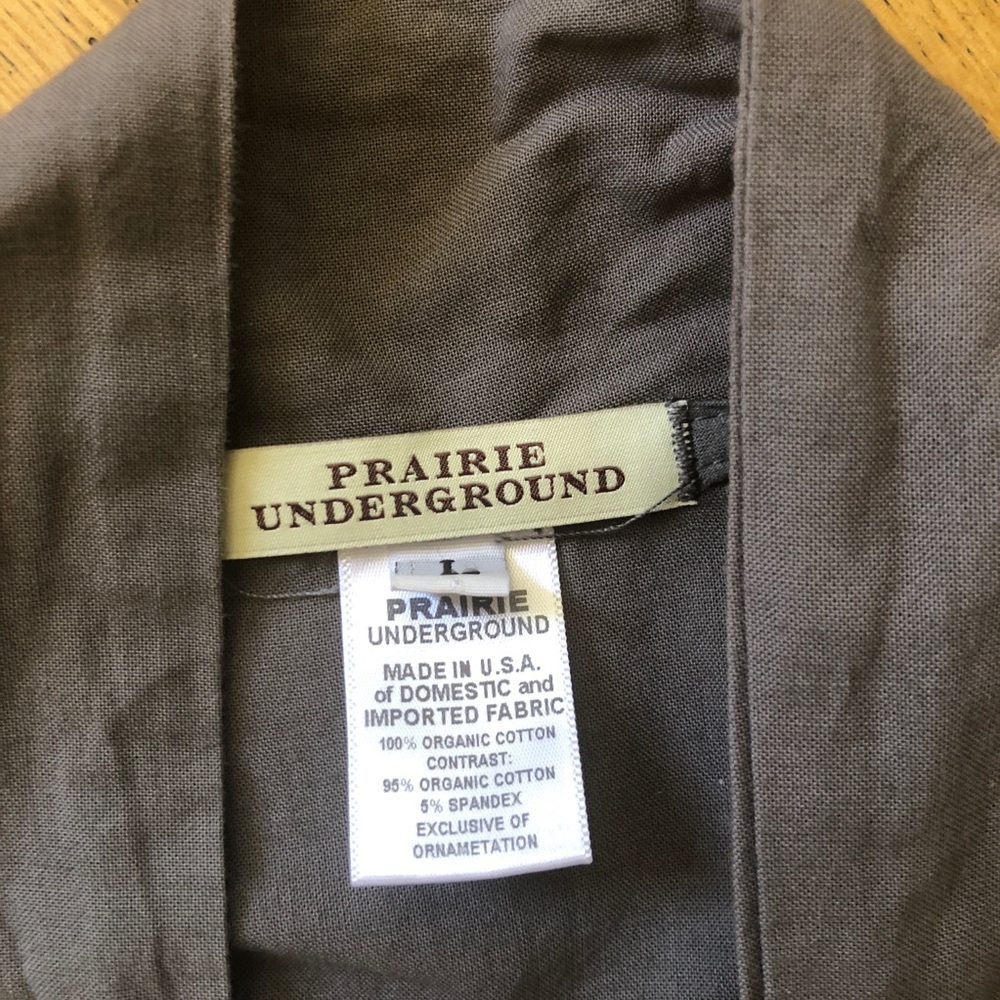 PRAIRIE
UNDERGROUND
L
PRAIRIE
UNDERGROUND
MADE IN U.S.A.
of DOMESTIC and
IMPORTED FABRIC
100% ORGANIC COTTON
CONTRAST:
95% ORGANIC COTTON
5% SPANDEX
EXCLUSIVE OF
ORNAMETATION